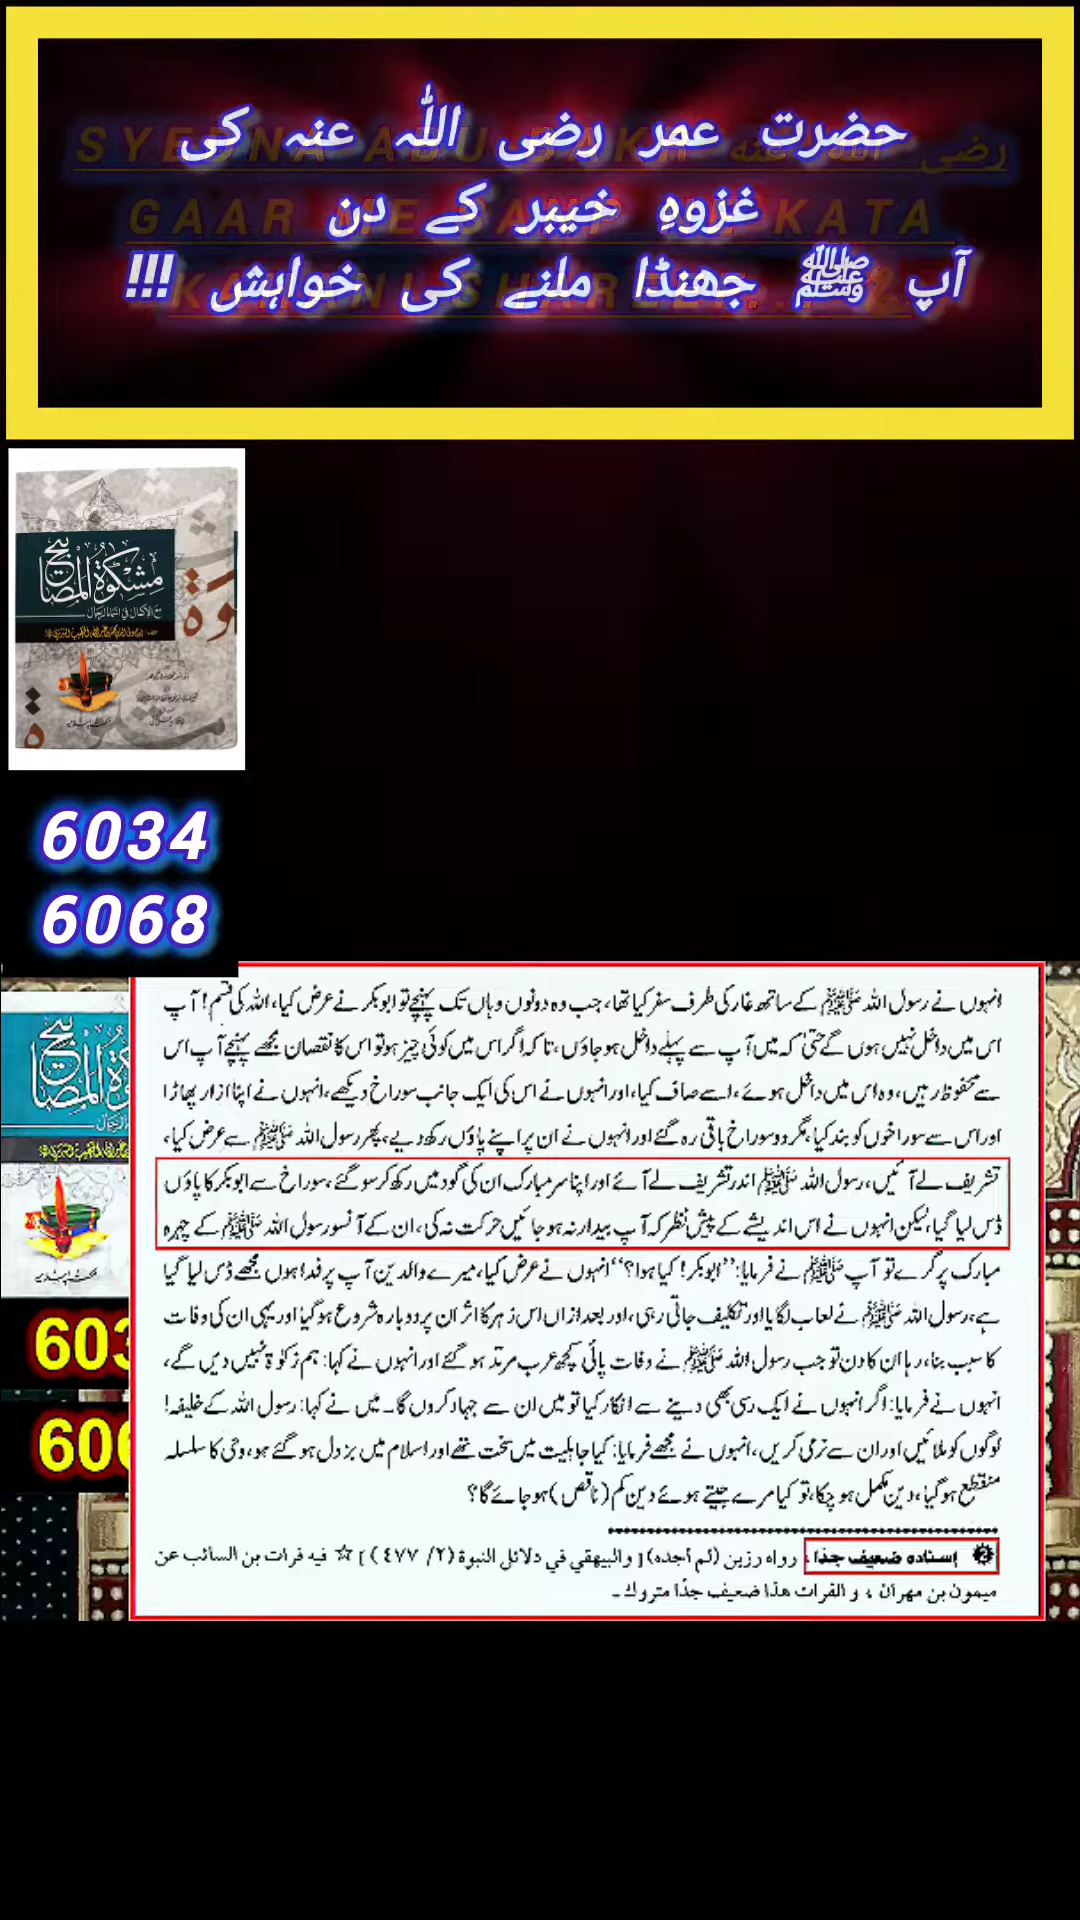 حضرت عمر رضی اللہ عنہ کی
غزوہِ خیبر کے دن
آپ ﷺ جھنڈا ملنے کی خواہش !!!
مشکوٰۃ المصابیح
مع الاکمال فی اسماء الرجال
6034
6068
انہوں نے رسول اللہ ﷺ کے ساتھ غار کی طرف سفر کیا تھا، جب وہ دونوں وہاں تک پہنچے تو ابوبکر نے عرض کیا، اللہ کی قسم! آپ
اس میں داخل نہیں ہوں گے حتیٰ کہ میں آپ سے پہلے داخل ہو جاؤں، تا کہ اگر اس میں کوئی چیز ہو تو اس کا نقصان مجھے پہنچے آپ اس
سے محفوظ رہیں، وہ اس میں داخل ہوئے، اسے صاف کیا، اور انہوں نے اس کی ایک جانب سوراخ دیکھے، انہوں نے اپنا ازار پھاڑا
اور اس سے سوراخوں کو بند کیا، مگر دو سوراخ باقی رہ گئے اور انہوں نے ان پر اپنے پاؤں رکھ دیے، پھر رسول اللہ ﷺ سے عرض کیا،
تشریف لے آئیں، رسول اللہ ﷺ اندر تشریف لے آئے اور اپنا سر مبارک ان کی گود میں رکھ کر سو گئے، سوراخ سے ابوبکر کا پاؤں
ڈس لیا گیا، لیکن انہوں نے اس اندیشے کے پیش نظر کہ آپ بیدار نہ ہو جائیں حرکت نہ کی، ان کے آنسو رسول اللہ ﷺ کے چہرہ
مبارک پر گرے تو آپ ﷺ نے فرمایا: ”ابوبکر! کیا ہوا؟“ انہوں نے عرض کیا، میرے والدین آپ پر فدا ہوں مجھے ڈس لیا گیا
ہے، رسول اللہ ﷺ نے لعاب لگایا اور تکلیف جاتی رہی، اور بعد ازاں اس زہر کا اثر ان پر دوبارہ شروع ہو گیا اور یہی ان کی وفات
کا سبب بنا، رہا ان کا دن تو جب رسول اللہ ﷺ نے وفات پائی کچھ عرب مرتد ہو گئے اور انہوں نے کہا: ہم زکوۃ نہیں دیں گے،
انہوں نے فرمایا: اگر انہوں نے ایک رسی بھی دینے سے انکار کیا تو میں ان سے جہاد کروں گا۔ میں نے کہا: رسول اللہ کے خلیفہ!
لوگوں کو ملائیں اور ان سے نرمی کریں، انہوں نے مجھے فرمایا: کیا جاہلیت میں سخت تھے اور اسلام میں بزدل ہو گئے ہو، وحی کا سلسلہ
منقطع ہو گیا، دین مکمل ہو چکا، تو کیا میرے جیتے ہوئے دین کم (ناقص) ہو جائے گا؟
إسناده ضعيف جدًا، رواه رزين (لم أجده) [والبيهقي في دلائل النبوة (٢/ ٤٧٧)] ☆ فيه فرات بن السائب عن
ميمون بن مهران، و الفرات هذا ضعيف جدًا متروك۔
603
606